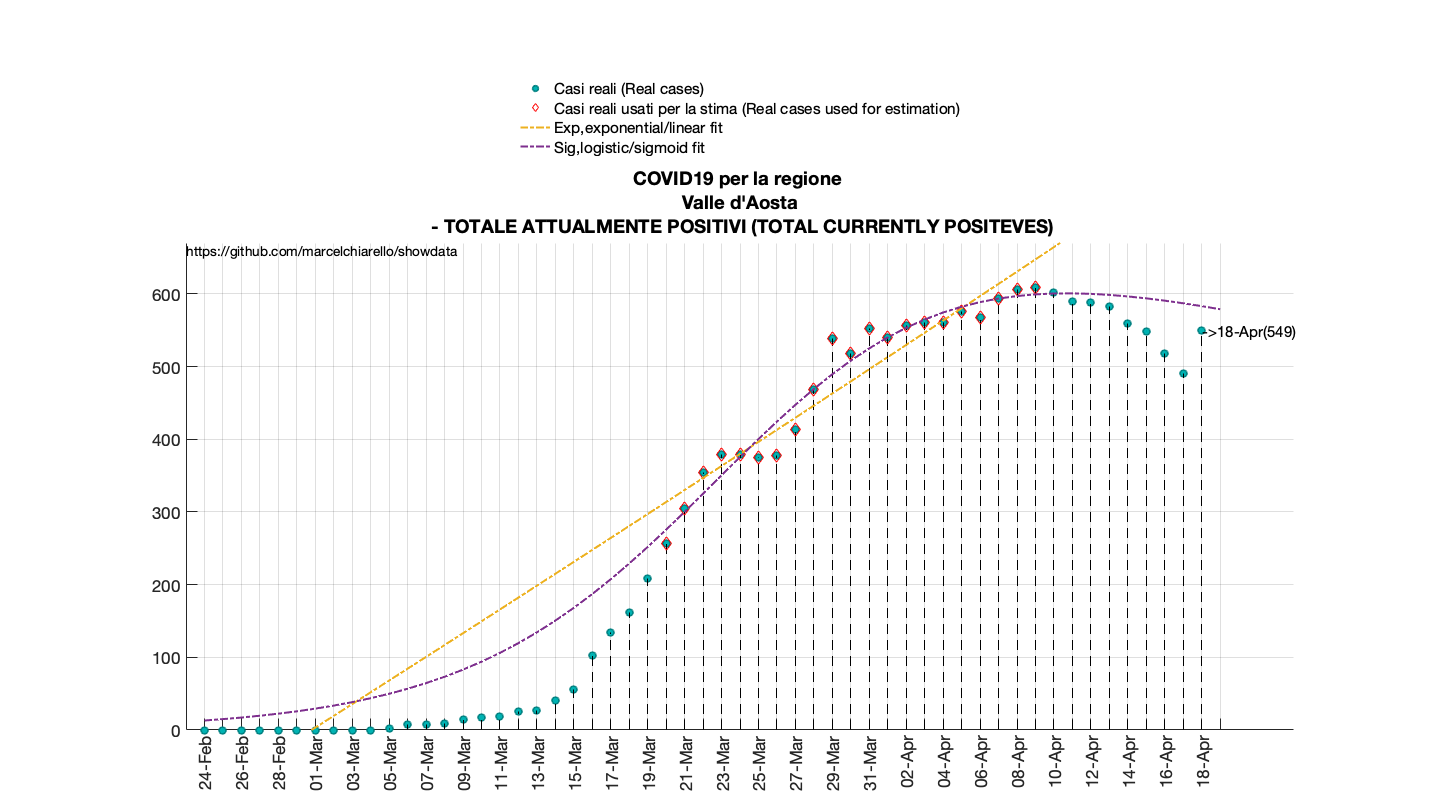 Casi reali (Real cases)
Casi reali usati per la stima (Real cases used for estimation)
Exp,exponential/linear fit
Sig,logistic/sigmoid fit
COVID19 per la regione
Valle d'Aosta
- TOTALE ATTUALMENTE POSITIVI (TOTAL CURRENTLY POSITEVES)
https://github.com/marcelchiarello/showdata
600
->18-Apr(549)
500
400
300
200
100
0
24-Feb
26-Feb
28-Feb
01-Mar
03-Mar
05-Mar
07-Mar
09-Mar
11-Mar
13-Mar
15-Mar
17-Mar
19-Mar
21-Mar
23-Mar
25-Mar
27-Mar
29-Mar
31-Mar
02-Apr
04-Apr
06-Apr
08-Apr
10-Apr
12-Apr
14-Apr
16-Apr
18-Apr